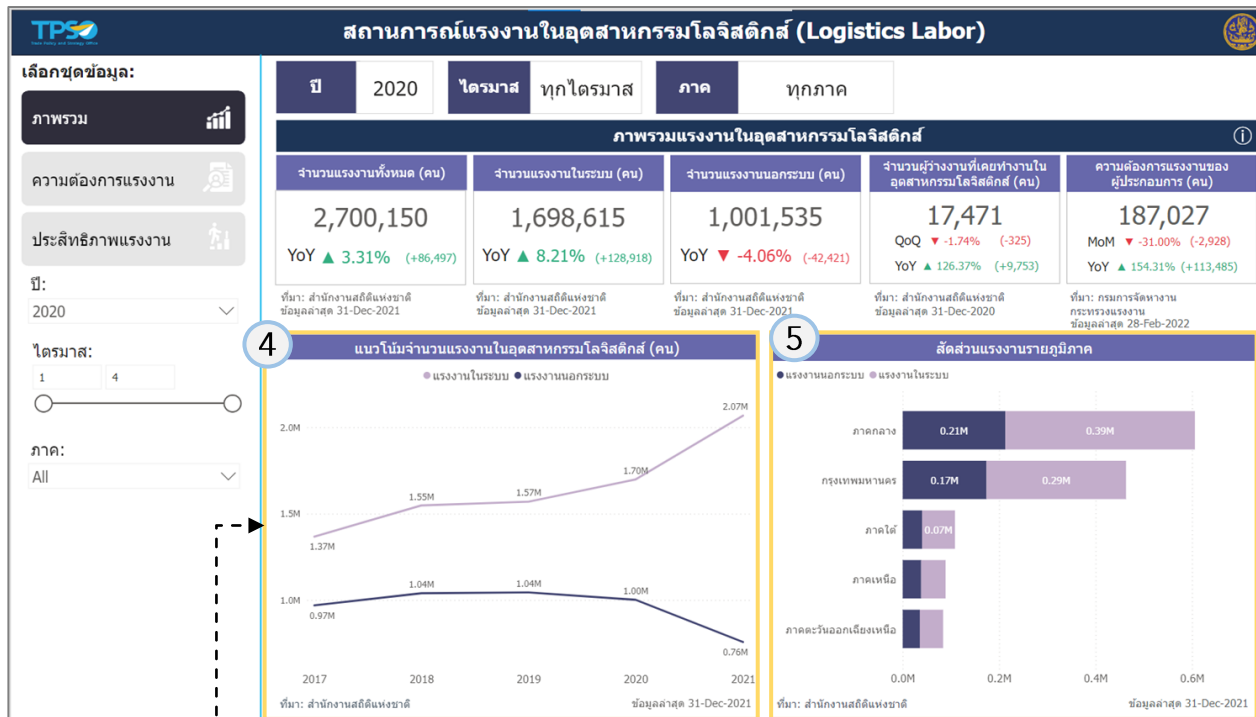 TPSO
Trade Policy and Strategy Office
สถานการณ์แรงงานในอุตสาหกรรมโลจิสติกส์ (Logistics Labor)
เลือกชุดข้อมูล:
ภาพรวม
ความต้องการแรงงาน
ประสิทธิภาพแรงงาน
ปี:
2020
ไตรมาส:
1 4
ภาค:
All
ปี 2020 ไตรมาส ทุกไตรมาส ภาค ทุกภาค
ภาพรวมแรงงานในอุตสาหกรรมโลจิสติกส์
จำนวนแรงงานทั้งหมด (คน)
2,700,150
YoY ▲ 3.31% (+86,497)
ที่มา: สำนักงานสถิติแห่งชาติ
ข้อมูลล่าสุด 31-Dec-2021
จำนวนแรงงานในระบบ (คน)
1,698,615
YoY ▲ 8.21% (+128,918)
ที่มา: สำนักงานสถิติแห่งชาติ
ข้อมูลล่าสุด 31-Dec-2021
จำนวนแรงงานนอกระบบ (คน)
1,001,535
YoY ▼ -4.06% (-42,421)
ที่มา: สำนักงานสถิติแห่งชาติ
ข้อมูลล่าสุด 31-Dec-2021
จำนวนผู้ว่างงานที่เคยทำงานใน
อุตสาหกรรมโลจิสติกส์ (คน)
17,471
QoQ ▼ -1.74% (-325)
YoY ▲ 126.37% (+9,753)
ที่มา: สำนักงานสถิติแห่งชาติ
ข้อมูลล่าสุด 31-Dec-2020
ความต้องการแรงงานของ
ผู้ประกอบการ (คน)
187,027
MoM ▼ -31.00% (-2,928)
YoY ▲ 154.31% (+113,485)
ที่มา: กรมการจัดหางาน
กระทรวงแรงงาน
ข้อมูลล่าสุด 28-Feb-2022
4
แนวโน้มจำนวนแรงงานในอุตสาหกรรมโลจิสติกส์ (คน)
แรงงานในระบบ แรงงานนอกระบบ
2.07M
2.0M
1.70M
1.55M 1.57M
1.5M
1.37M
1.04M 1.04M 1.00M
1.0M
0.97M
0.76M
2017 2018 2019 2020 2021
ที่มา: สำนักงานสถิติแห่งชาติ ข้อมูลล่าสุด 31-Dec-2021
5
สัดส่วนแรงงานรายภูมิภาค
แรงงานนอกระบบ แรงงานในระบบ
ภาคกลาง 0.21M 0.39M
กรุงเทพมหานคร 0.17M 0.29M
ภาคใต้ 0.07M
ภาคเหนือ
ภาคตะวันออกเฉียงเหนือ
0.0M 0.2M 0.4M 0.6M
ที่มา: สำนักงานสถิติแห่งชาติ ข้อมูลล่าสุด 31-Dec-2021